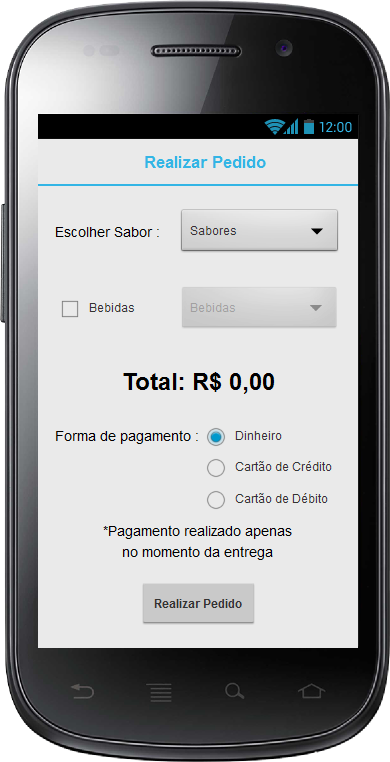 12:00
Realizar Pedido
Escolher Sabor :
Sabores
Bebidas
Bebidas
Total: R$ 0,00
Forma de pagamento :
Dinheiro
Cartão de Crédito
Cartão de Débito
*Pagamento realizado apenas
no momento da entrega
Realizar Pedido